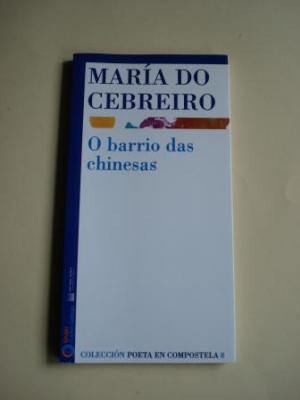 MARÍA DO
CEBREIRO
O barrio das
chinesas
COLECCIÓN POETA EN COMPOSTELA 8